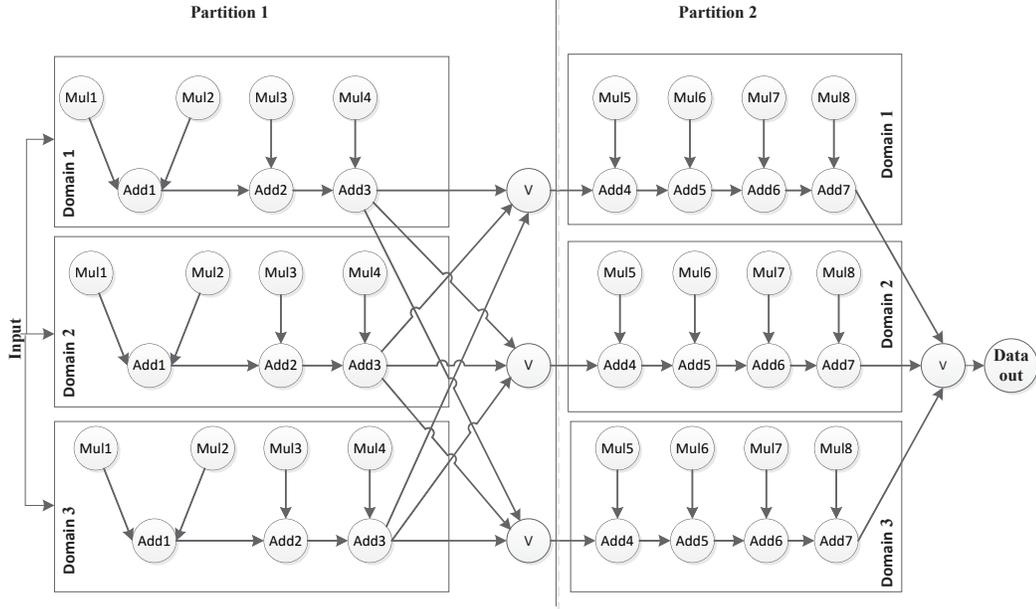 Partition 1
Partition 2
Input
Domain 1
Mul1
Mul2
Mul3
Mul4
Add1
Add2
Add3
V
Mul5
Mul6
Mul7
Mul8
Add4
Add5
Add6
Add7
Domain 1
Domain 2
Mul1
Mul2
Mul3
Mul4
Add1
Add2
Add3
V
Mul5
Mul6
Mul7
Mul8
Add4
Add5
Add6
Add7
Domain 2
V
Data
out
Domain 3
Mul1
Mul2
Mul3
Mul4
Add1
Add2
Add3
V
Mul5
Mul6
Mul7
Mul8
Add4
Add5
Add6
Add7
Domain 3